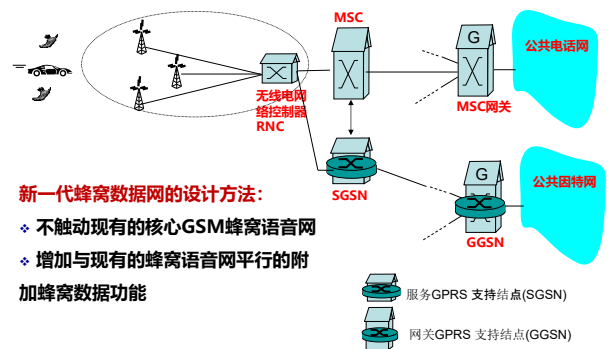 MSC
G
公共电话网
MSC网关
无线电网
络控制器
RNC
SGSN
G
公共因特网
GGSN
新一代蜂窝数据网的设计方法:
不触动现有的核心GSM蜂窝语音网
增加与现有的蜂窝语音网平行的附
加蜂窝数据功能
服务GPRS 支持结点(SGSN)
网关GPRS 支持结点(GGSN)